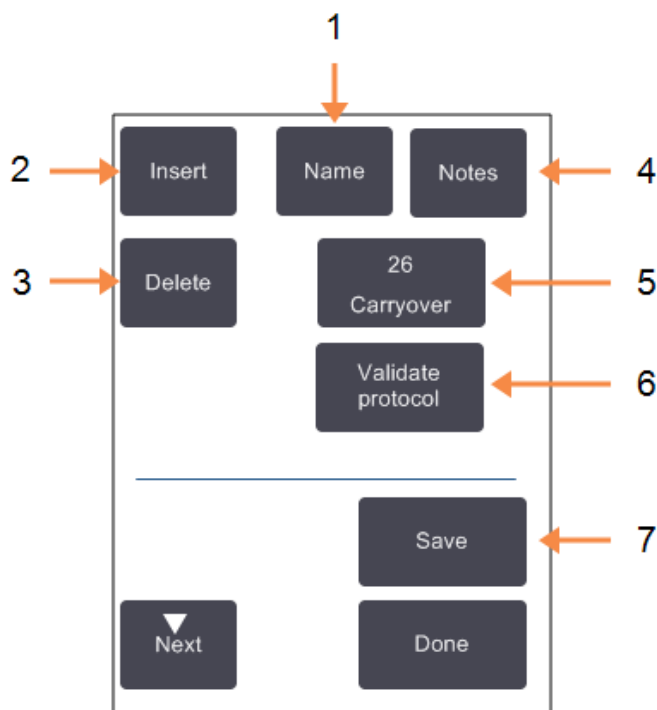 1
2
Insert
Name
Notes
4
3
Delete
26
Carryover
5
Validate
protocol
6
Save
7
Next
Done